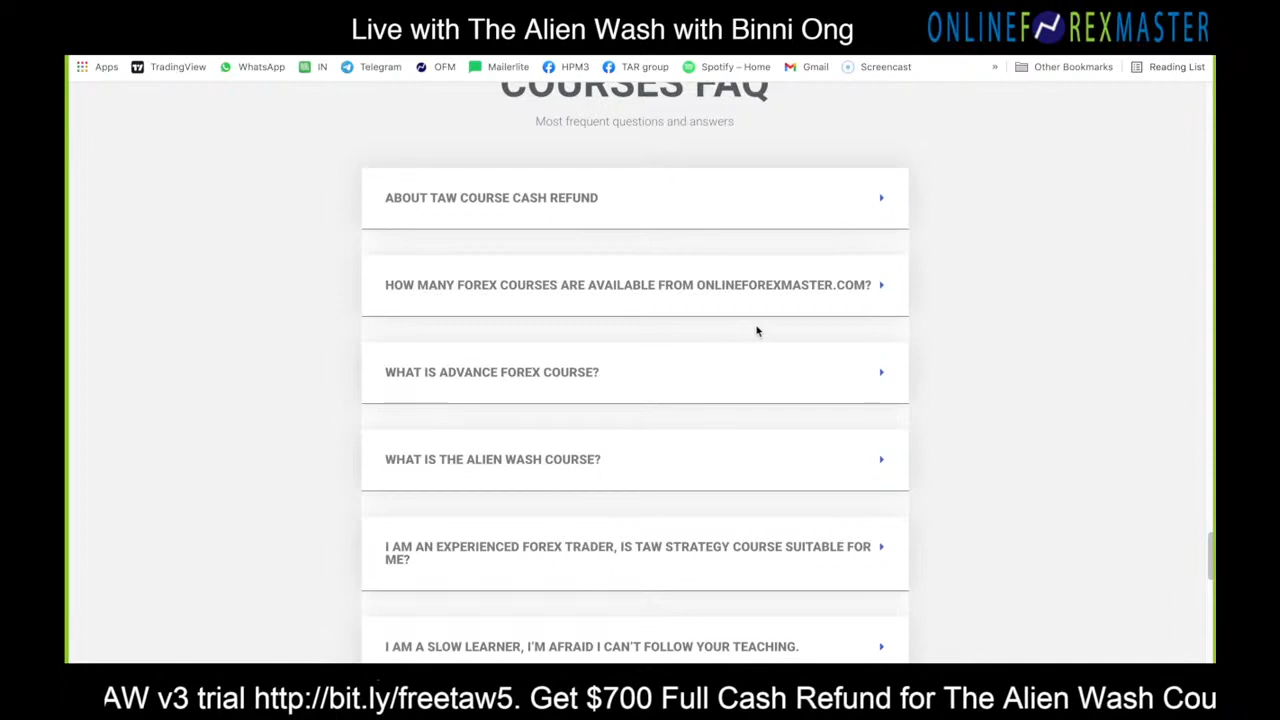 Live with The Alien Wash with Binni Ong
ONLINEFOREXMASTER
Apps TradingView WhatsApp IN Telegram OFM Mailerlite HPM3 TAR group Spotify – Home Gmail Screencast » Other Bookmarks Reading List
COURSES FAQ
Most frequent questions and answers
ABOUT TAW COURSE CASH REFUND
HOW MANY FOREX COURSES ARE AVAILABLE FROM ONLINEFOREXMASTER.COM?
WHAT IS ADVANCE FOREX COURSE?
WHAT IS THE ALIEN WASH COURSE?
I AM AN EXPERIENCED FOREX TRADER, IS TAW STRATEGY COURSE SUITABLE FOR
ME?
I AM A SLOW LEARNER, I'M AFRAID I CAN'T FOLLOW YOUR TEACHING.
AW v3 trial http://bit.ly/freetaw5. Get $700 Full Cash Refund for The Alien Wash Cou